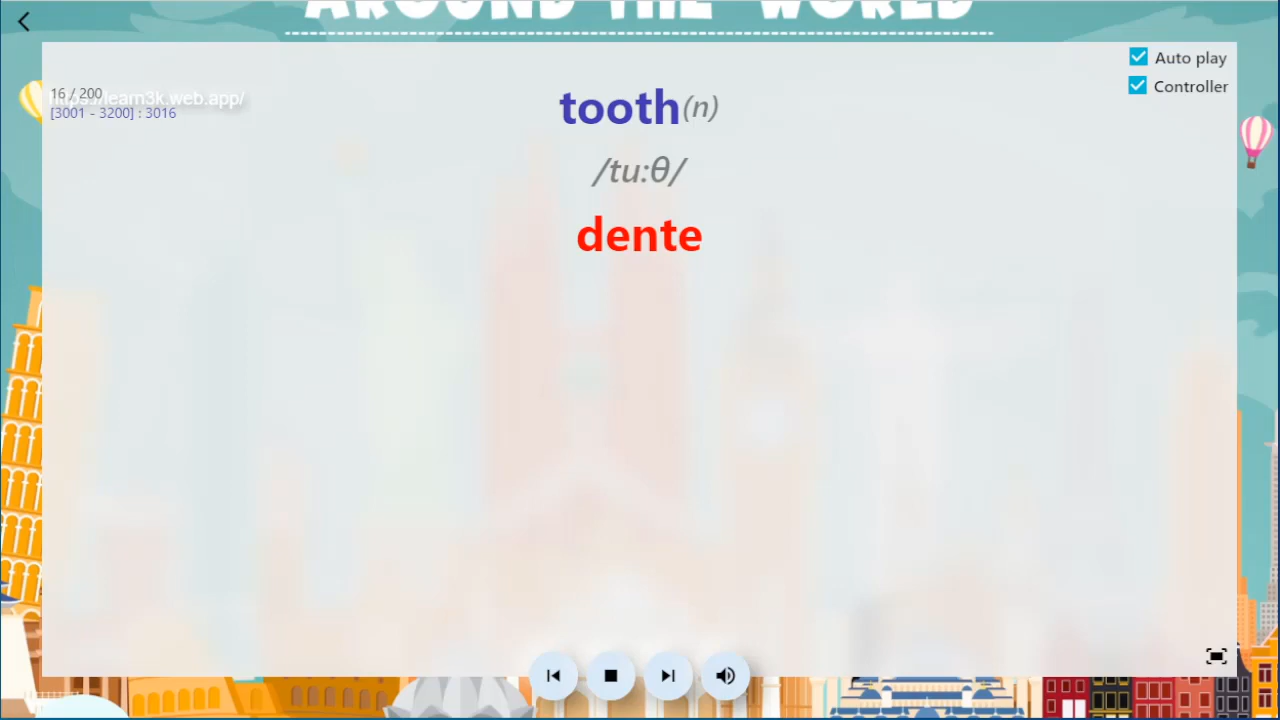 AROUND THE WORLD
Auto play
16 / 200
https://learn3k.web.app/
Controller
[3001 - 3200] : 3016
tooth(n)
/tu:θ/
dente